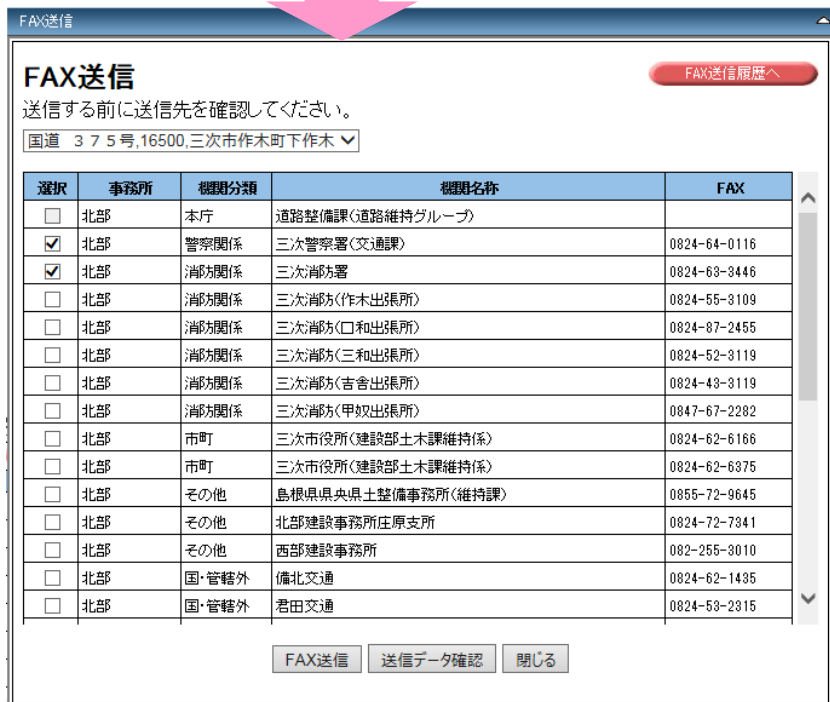 FAX送信
FAX送信
FAX送信履歴へ
送信する前に送信先を確認してください。
国道 375号,16500,三次市作木町下作木
選択 事務所 機関分類 機関名称 FAX
北部 本庁 道路整備課(道路維持グループ)
北部 警察関係 三次警察署(交通課) 0824-64-0116
北部 消防関係 三次消防署 0824-63-3446
北部 消防関係 三次消防(作木出張所) 0824-55-3109
北部 消防関係 三次消防(口和出張所) 0824-87-2455
北部 消防関係 三次消防(三和出張所) 0824-52-3119
北部 消防関係 三次消防(吉舎出張所) 0824-43-3119
北部 消防関係 三次消防(甲奴出張所) 0847-67-2282
北部 市町 三次市役所(建設部土木課維持係) 0824-62-6166
北部 市町 三次市役所(建設部土木課維持係) 0824-62-6375
北部 その他 島根県県央県土整備事務所(維持課) 0855-72-9645
北部 その他 北部建設事務所庄原支所 0824-72-7341
北部 その他 西部建設事務所 082-255-3010
北部 国・管轄外 備北交通 0824-62-1435
北部 国・管轄外 君田交通 0824-53-2315
FAX送信 送信データ確認 閉じる